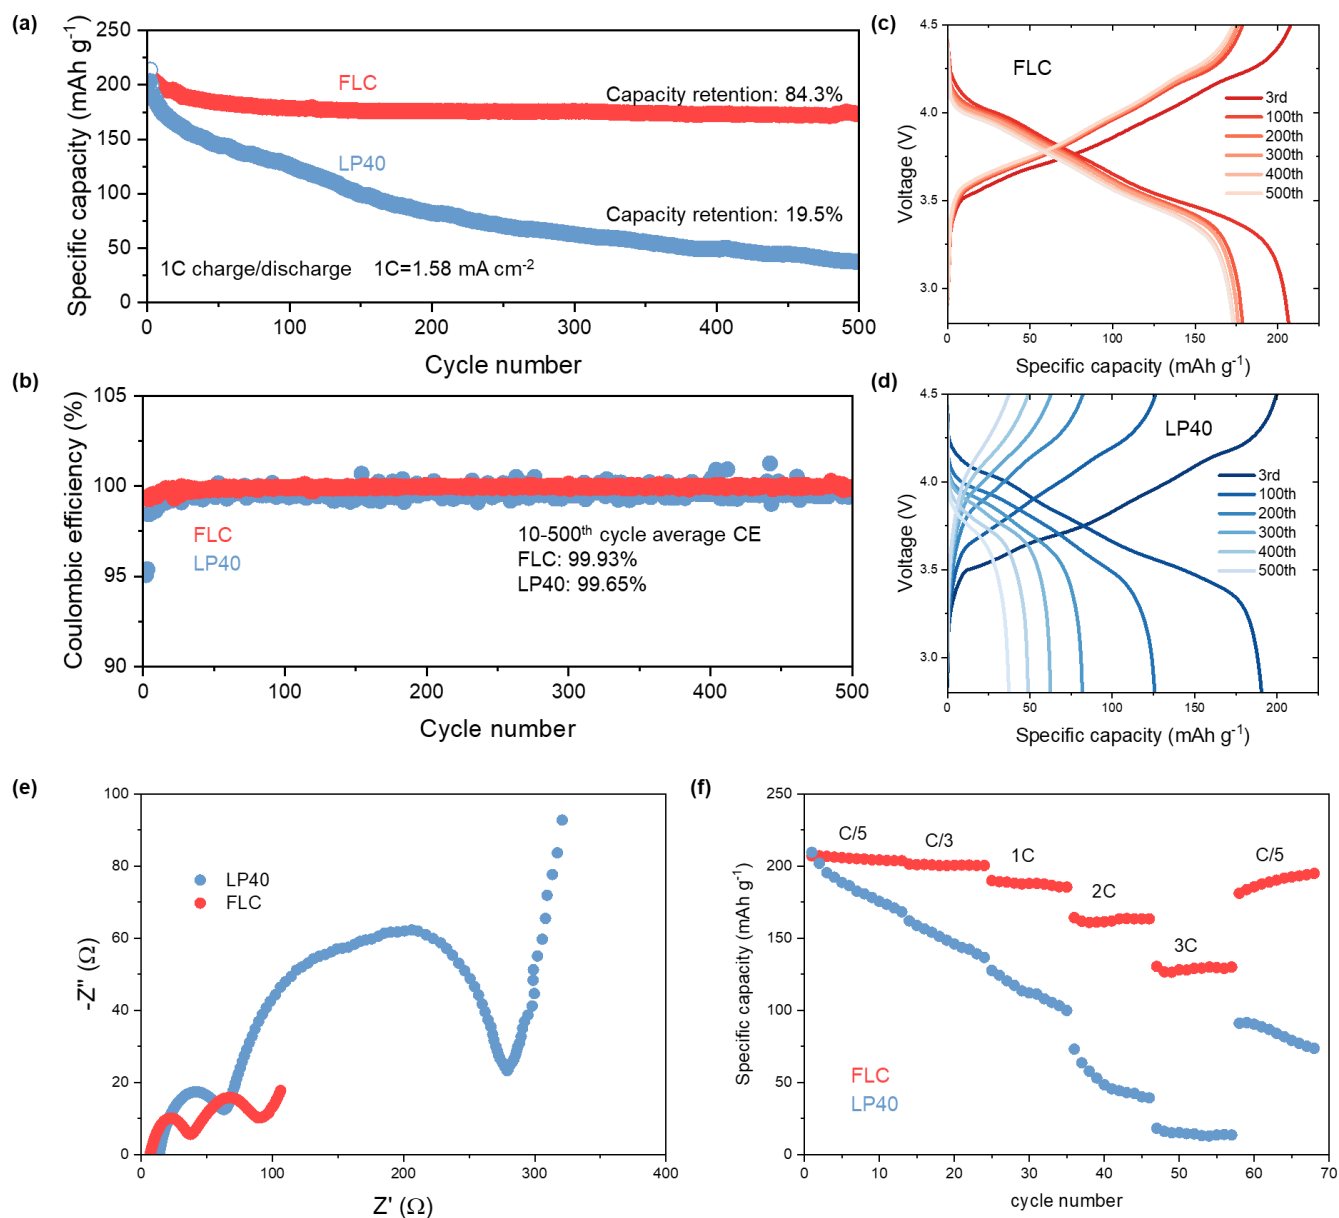 (a)
Specific capacity (mAh g⁻¹)
250
200
150
100
50
0
FLC
Capacity retention: 84.3%
LP40
Capacity retention: 19.5%
1C charge/discharge 1C=1.58 mA cm⁻²
0 100 200 300 400 500
Cycle number
(b)
Coulombic efficiency (%)
105
100
95
90
FLC
LP40
10-500ᵗʰ cycle average CE
FLC: 99.93%
LP40: 99.65%
0 100 200 300 400 500
Cycle number
(c)
Voltage (V)
4.5
4.0
3.5
3.0
FLC
3rd
100th
200th
300th
400th
500th
0 50 100 150 200
Specific capacity (mAh g⁻¹)
(d)
Voltage (V)
4.5
4.0
3.5
3.0
LP40
3rd
100th
200th
300th
400th
500th
0 50 100 150 200
Specific capacity (mAh g⁻¹)
(e)
-Z" (Ω)
100
80
60
40
20
0
LP40
FLC
0 100 200 300 400
Z' (Ω)
(f)
Specific capacity (mAh g⁻¹)
250
200
150
100
50
0
C/5
C/3
1C
2C
3C
C/5
FLC
LP40
0 10 20 30 40 50 60 70
cycle number